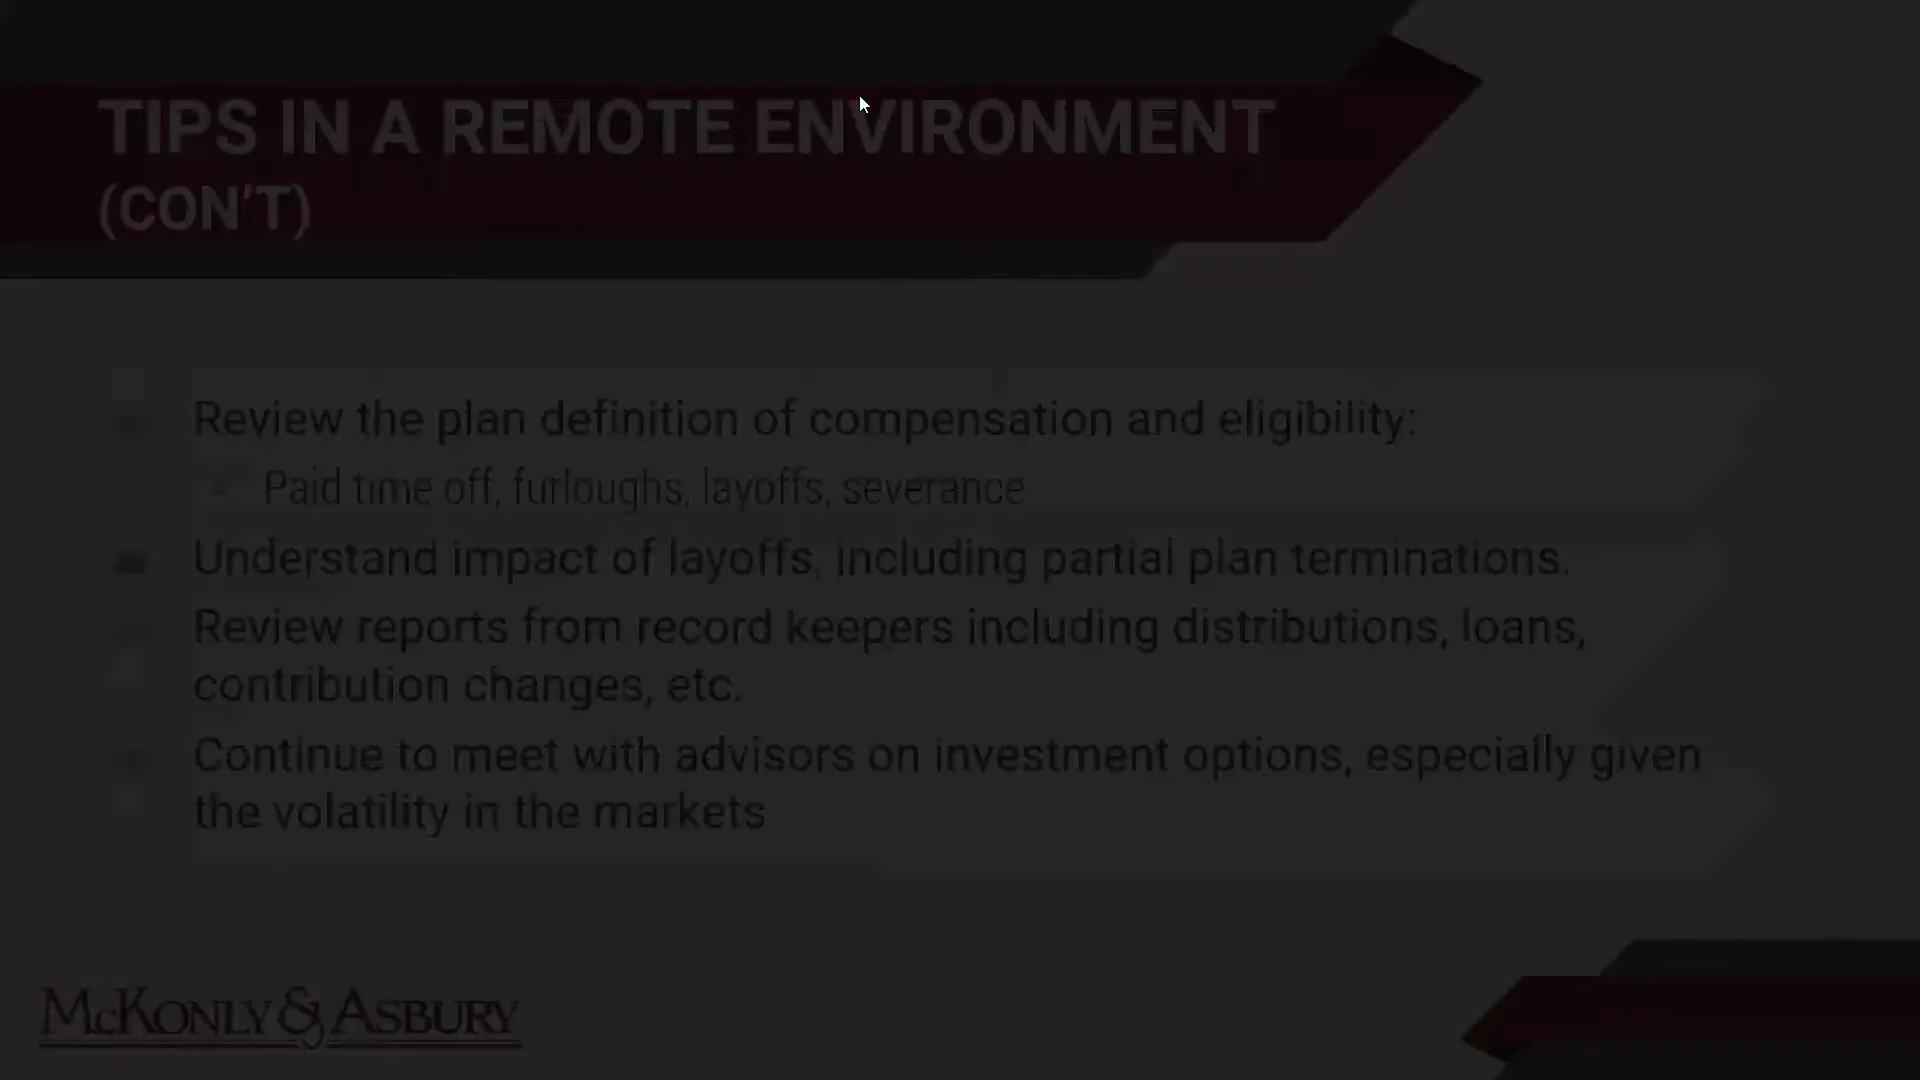 TIPS IN A REMOTE ENVIRONMENT
(CON'T)
Review the plan definition of compensation and eligibility:
• Paid time off, furloughs, layoffs, severance
Understand impact of layoffs, including partial plan terminations.
Review reports from record keepers including distributions, loans,
contribution changes, etc.
Continue to meet with advisors on investment options, especially given
the volatility in the markets
McKonly & Asbury